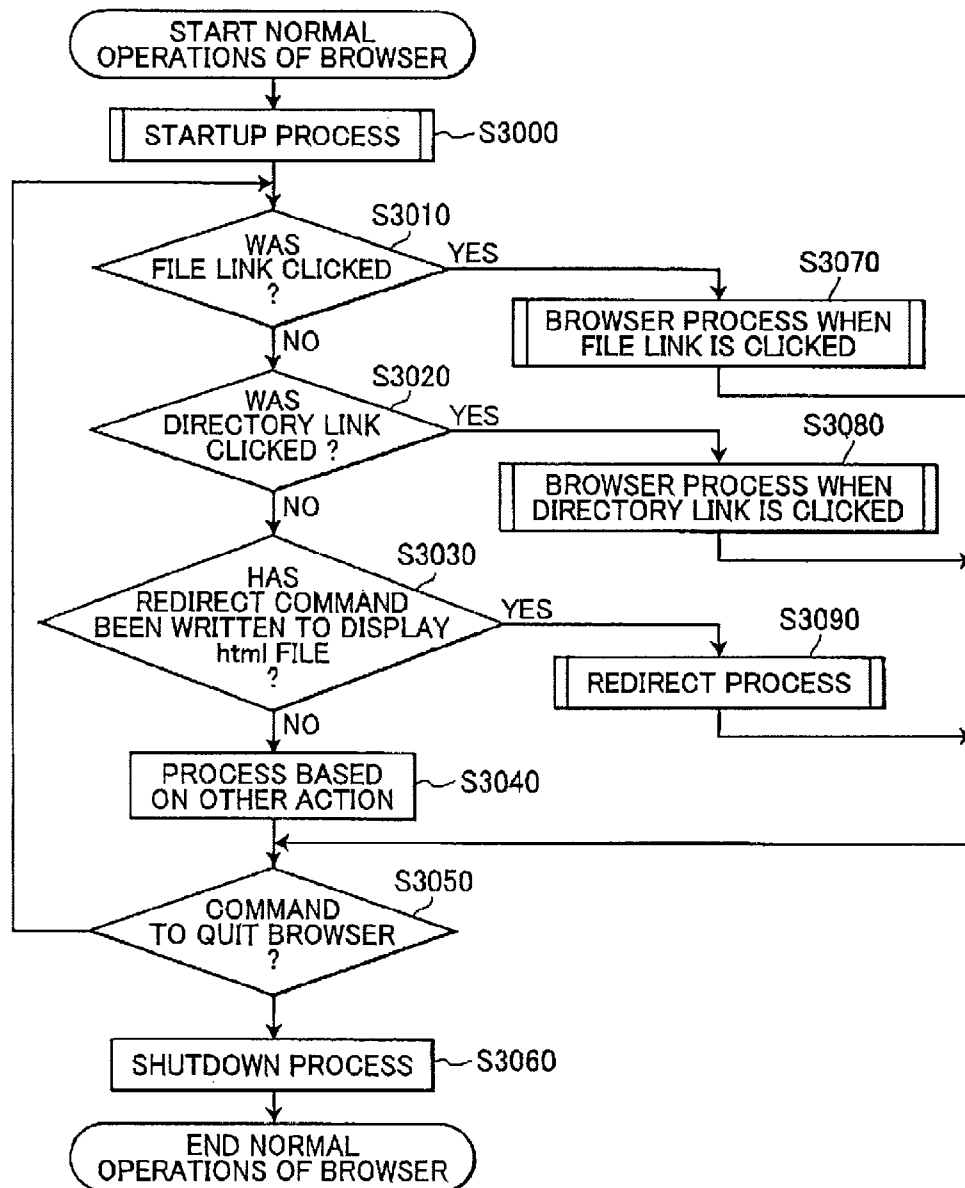 START NORMAL
OPERATIONS OF BROWSER
STARTUP PROCESS
S3000
S3010
WAS
FILE LINK CLICKED
?
YES
NO
S3070
BROWSER PROCESS WHEN
FILE LINK IS CLICKED
S3020
WAS
DIRECTORY LINK
CLICKED ?
YES
NO
S3080
BROWSER PROCESS WHEN
DIRECTORY LINK IS CLICKED
S3030
HAS
REDIRECT COMMAND
BEEN WRITTEN TO DISPLAY
html FILE
?
YES
NO
S3090
REDIRECT PROCESS
PROCESS BASED
ON OTHER ACTION
S3040
S3050
COMMAND
TO QUIT BROWSER
?
SHUTDOWN PROCESS
S3060
END NORMAL
OPERATIONS OF BROWSER